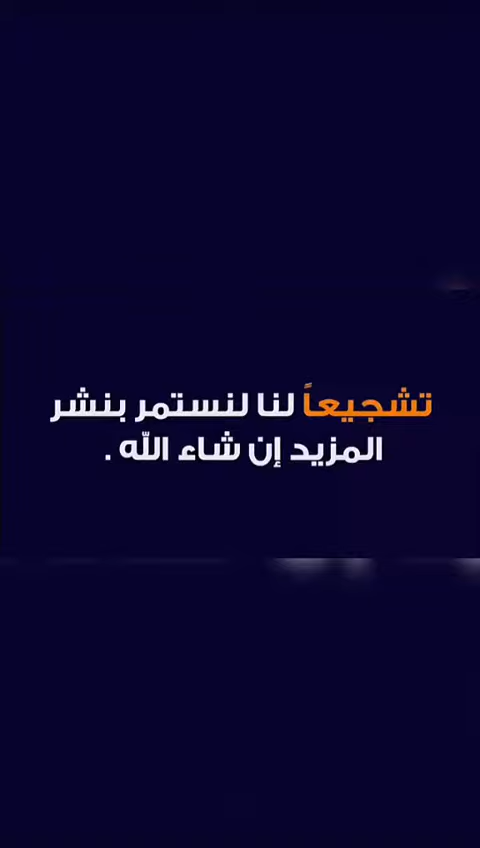 تشجيعاً لنا لنستمر بنشر
المزيد إن شاء الله .